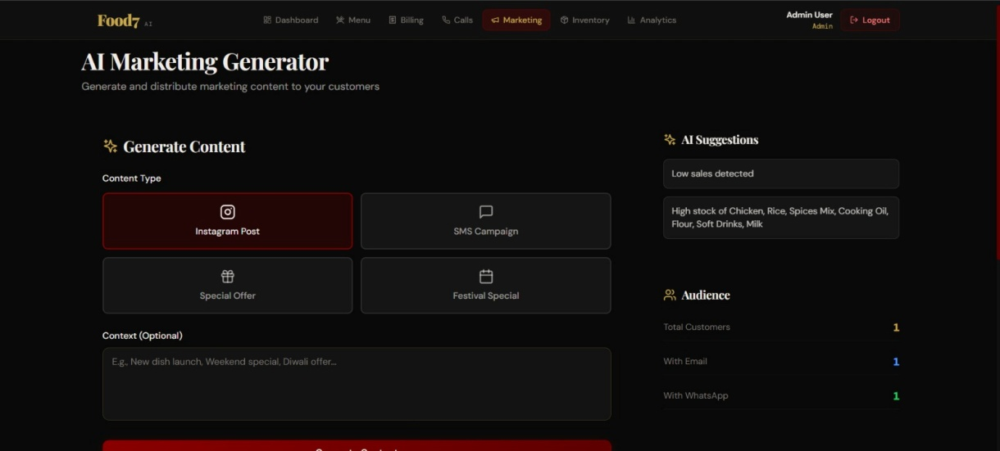 Food7 AI
Dashboard
Menu
Billing
Calls
Marketing
Inventory
Analytics
Admin User
Admin
Logout
AI Marketing Generator
Generate and distribute marketing content to your customers
Generate Content
Content Type
Instagram Post
SMS Campaign
Special Offer
Festival Special
Context (Optional)
E.g., New dish launch, Weekend special, Diwali offer...
AI Suggestions
Low sales detected
High stock of Chicken, Rice, Spices Mix, Cooking Oil,
Flour, Soft Drinks, Milk
Audience
Total Customers 1
With Email 1
With WhatsApp 1